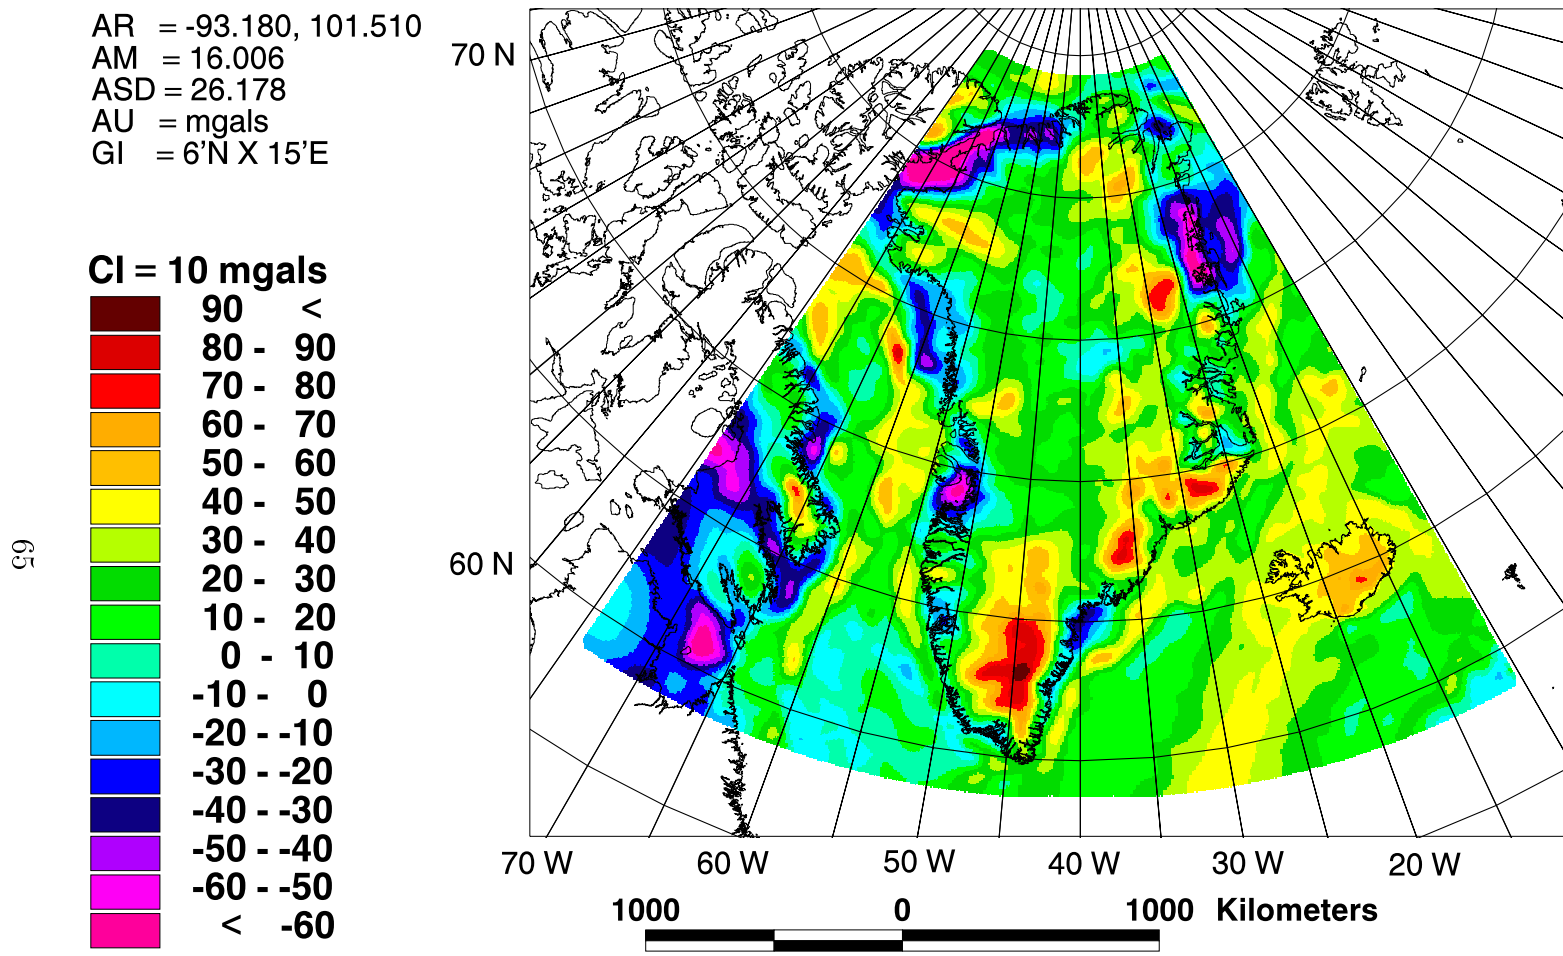 AR = -93.180, 101.510
AM = 16.006
ASD = 26.178
AU = mgals
GI = 6'N X 15'E
CI = 10 mgals
90 <
80 - 90
70 - 80
60 - 70
50 - 60
40 - 50
30 - 40
20 - 30
10 - 20
0 - 10
-10 - 0
-20 - -10
-30 - -20
-40 - -30
-50 - -40
-60 - -50
< -60
65
70 N
60 N
70 W 60 W 50 W 40 W 30 W 20 W
1000 0 1000 Kilometers